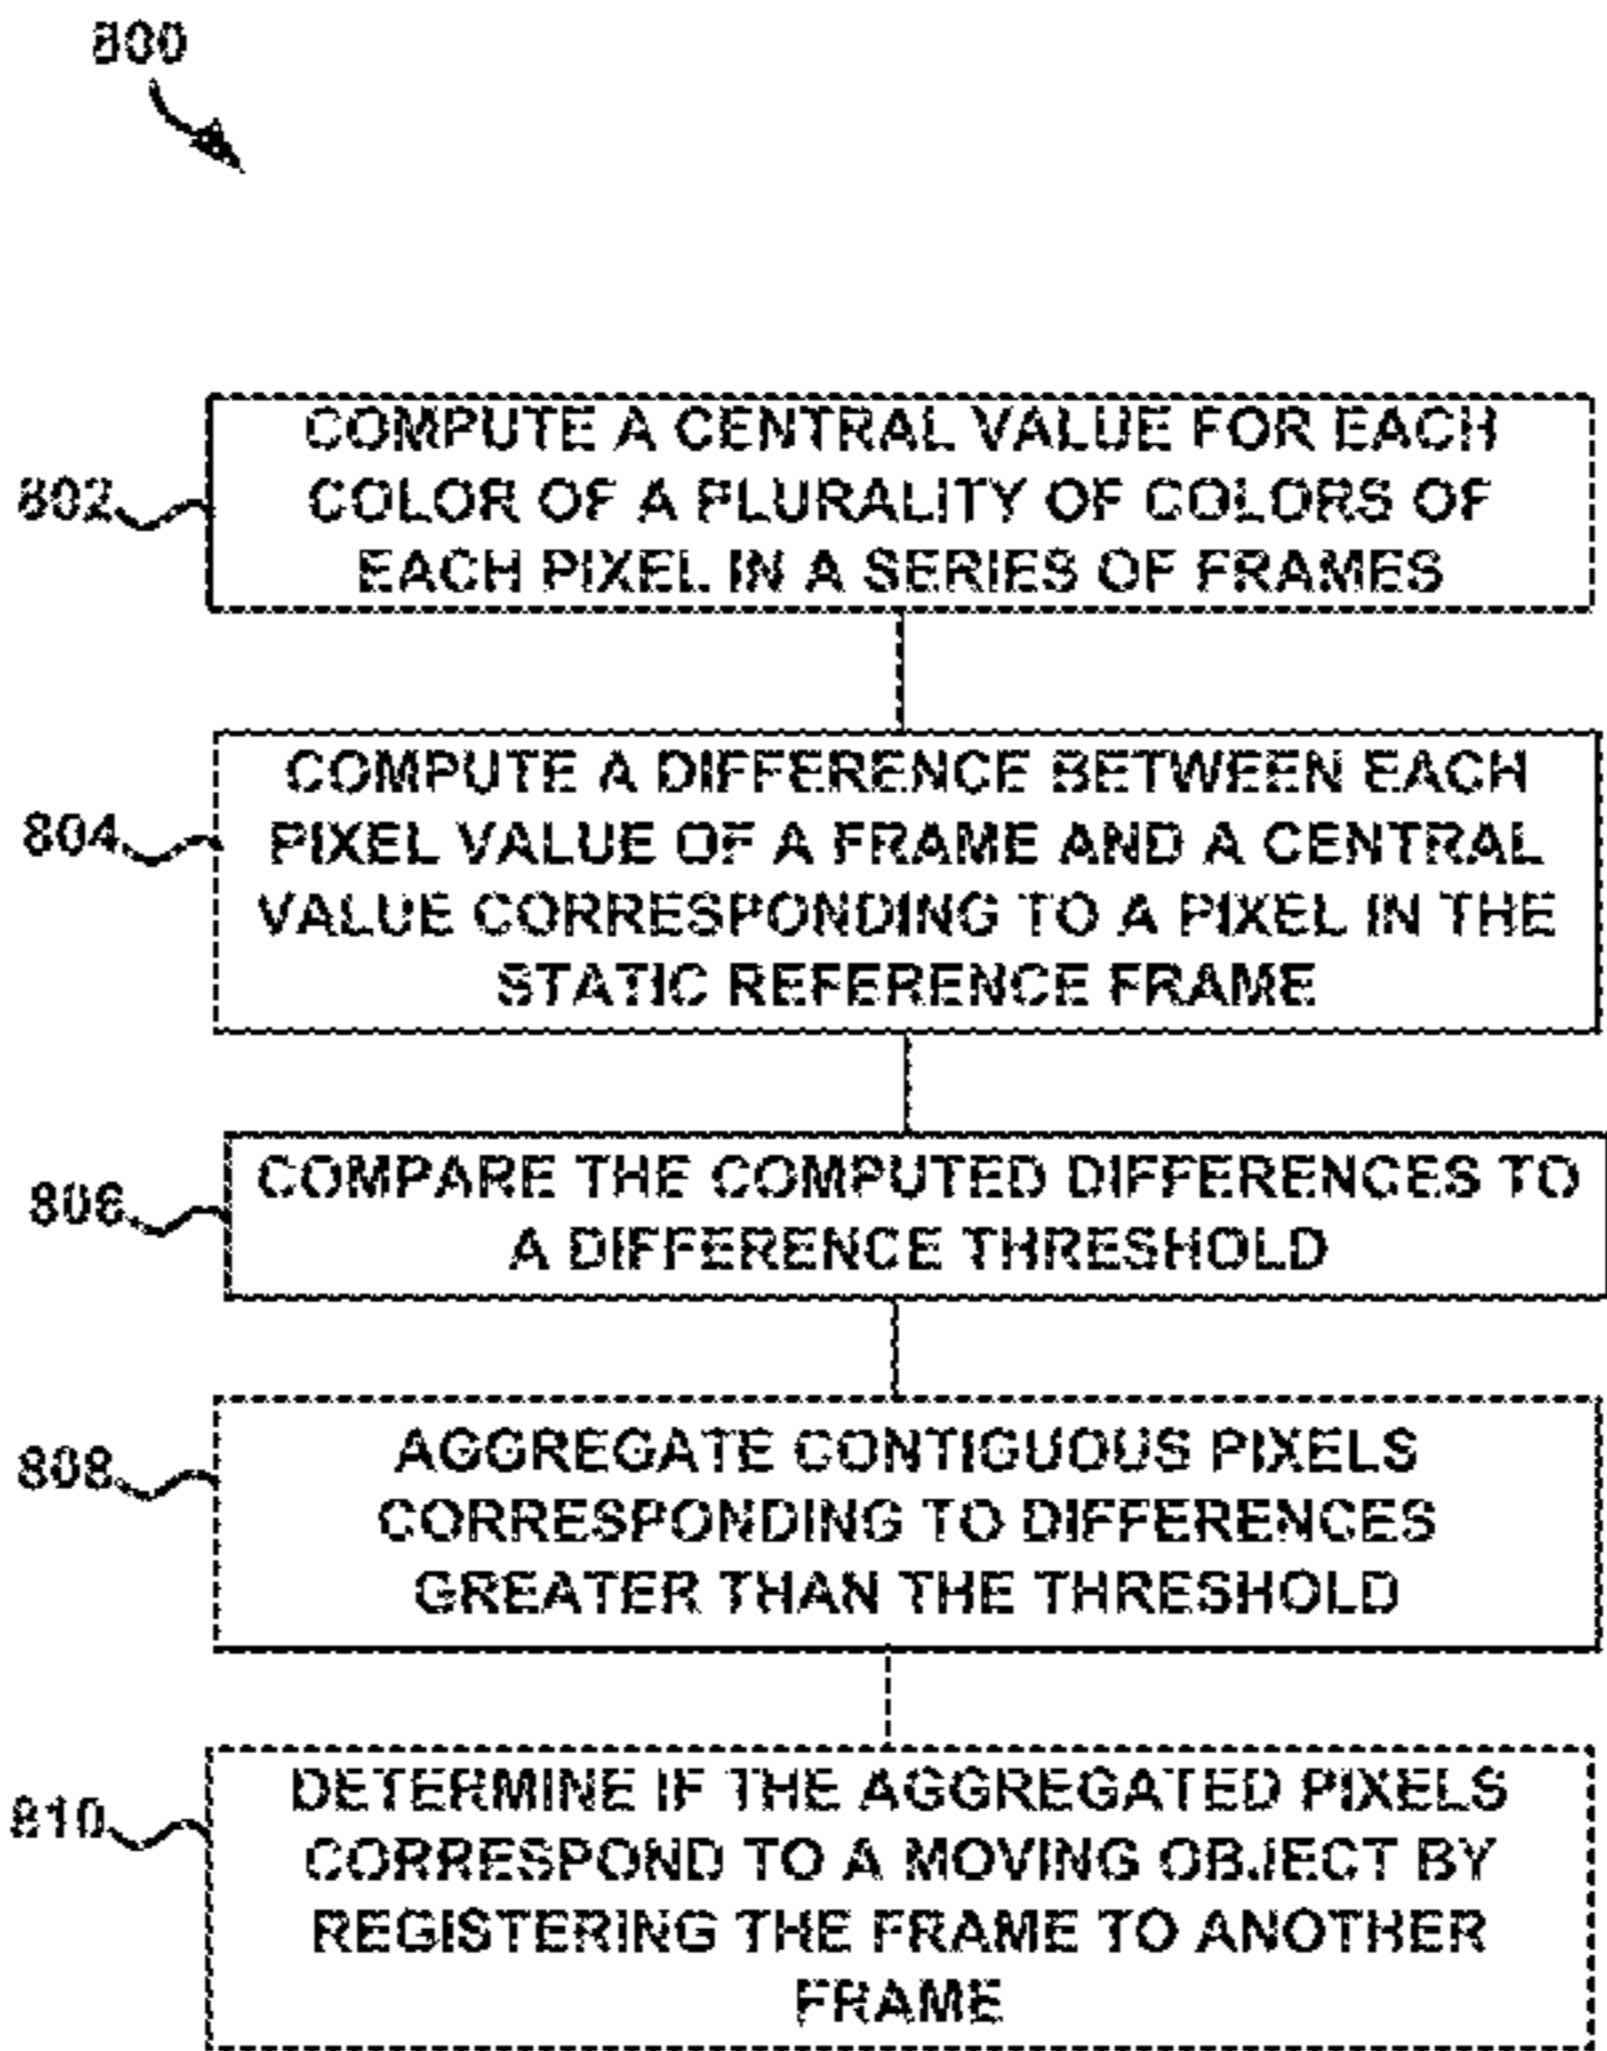 800
802
COMPUTE A CENTRAL VALUE FOR EACH
COLOR OF A PLURALITY OF COLORS OF
EACH PIXEL IN A SERIES OF FRAMES
804
COMPUTE A DIFFERENCE BETWEEN EACH
PIXEL VALUE OF A FRAME AND A CENTRAL
VALUE CORRESPONDING TO A PIXEL IN THE
STATIC REFERENCE FRAME
806
COMPARE THE COMPUTED DIFFERENCES TO
A DIFFERENCE THRESHOLD
808
AGGREGATE CONTIGUOUS PIXELS
CORRESPONDING TO DIFFERENCES
GREATER THAN THE THRESHOLD
810
DETERMINE IF THE AGGREGATED PIXELS
CORRESPOND TO A MOVING OBJECT BY
REGISTERING THE FRAME TO ANOTHER
FRAME